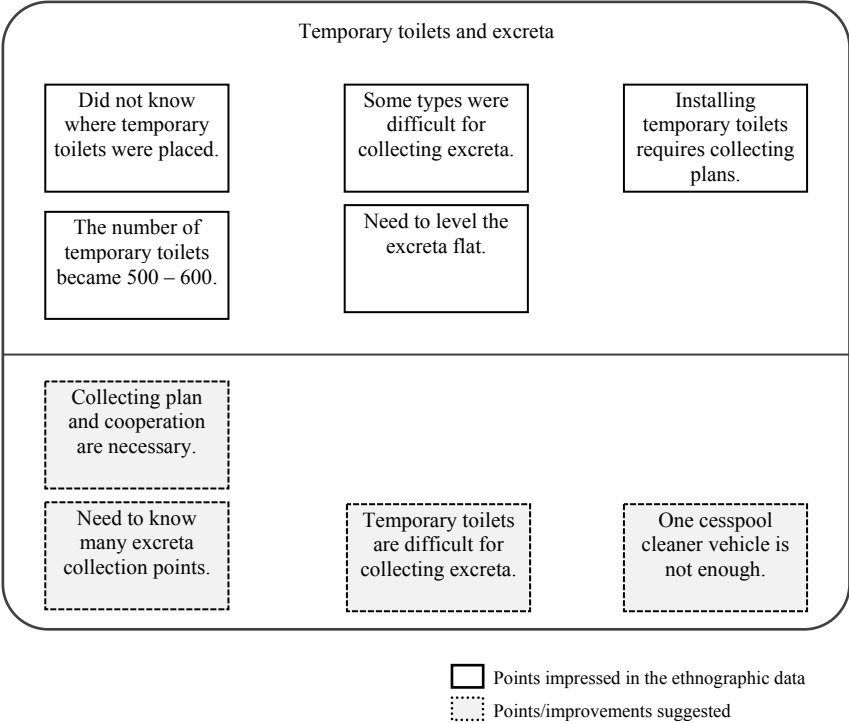 Temporary toilets and excreta
Did not know
where temporary
toilets were placed.
Some types were
difficult for
collecting excreta.
Installing
temporary toilets
requires collecting
plans.
The number of
temporary toilets
became 500 – 600.
Need to level the
excreta flat.
Collecting plan
and cooperation
are necessary.
Need to know
many excreta
collection points.
Temporary toilets
are difficult for
collecting excreta.
One cesspool
cleaner vehicle is
not enough.
Points impressed in the ethnographic data
Points/improvements suggested